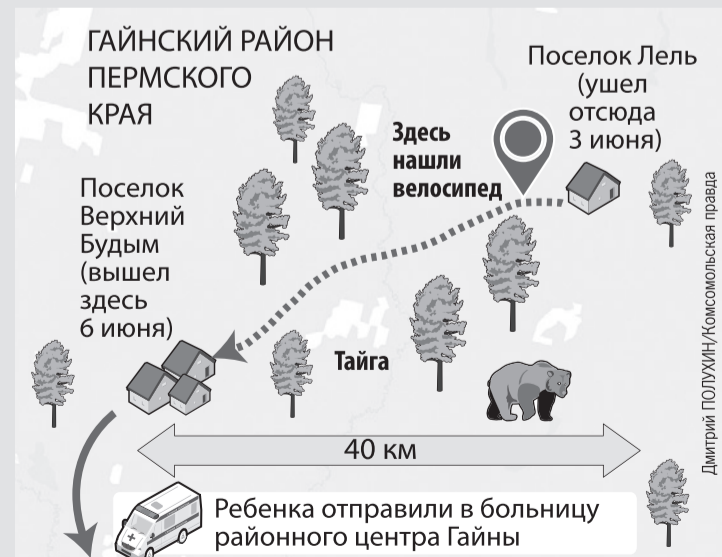 ГАЙНСКИЙ РАЙОН
ПЕРМСКОГО
КРАЯ
Поселок Лель
(ушел
отсюда
3 июня)
Здесь
нашли
велосипед
Поселок
Верхний
Будым
(вышел
здесь
6 июня)
Тайга
40 км
Ребенка отправили в больницу
районного центра Гайны
Дмитрий ПОЛУХИН/Комсомольская правда